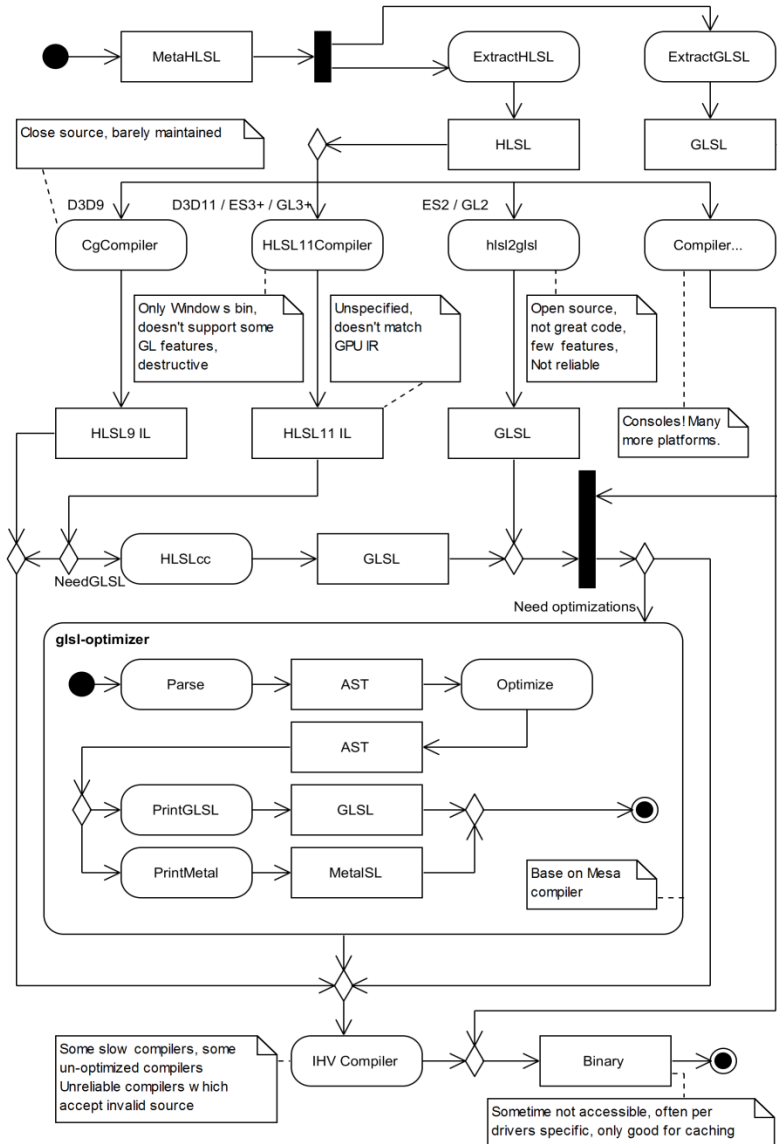 MetaHLSL
ExtractHLSL
ExtractGLSL
HLSL
GLSL
Close source, barely maintained
D3D9
D3D11 / ES3+ / GL3+
ES2 / GL2
CgCompiler
HLSL11Compiler
hlsl2glsl
Compiler...
Only Windows bin,
doesn't support some
GL features,
destructive
Unspecified,
doesn't match
GPU IR
Open source,
not great code,
few features,
Not reliable
Consoles! Many
more platforms.
HLSL9 IL
HLSL11 IL
GLSL
HLSLcc
GLSL
NeedGLSL
Need optimizations
glsl-optimizer
Parse
AST
Optimize
AST
PrintGLSL
GLSL
PrintMetal
MetalSL
Base on Mesa
compiler
Some slow compilers, some
un-optimized compilers
Unreliable compilers which
accept invalid source
IHV Compiler
Binary
Sometime not accessible, often per
drivers specific, only good for caching